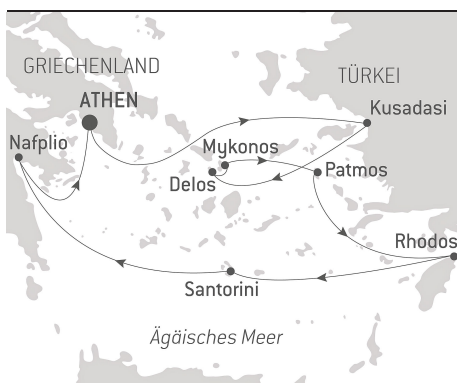 GRIECHENLAND
TÜRKEI
ATHEN
Kusadasi
Nafplio
Mykonos
Delos
Patmos
Rhodos
Santorini
Ägäisches Meer